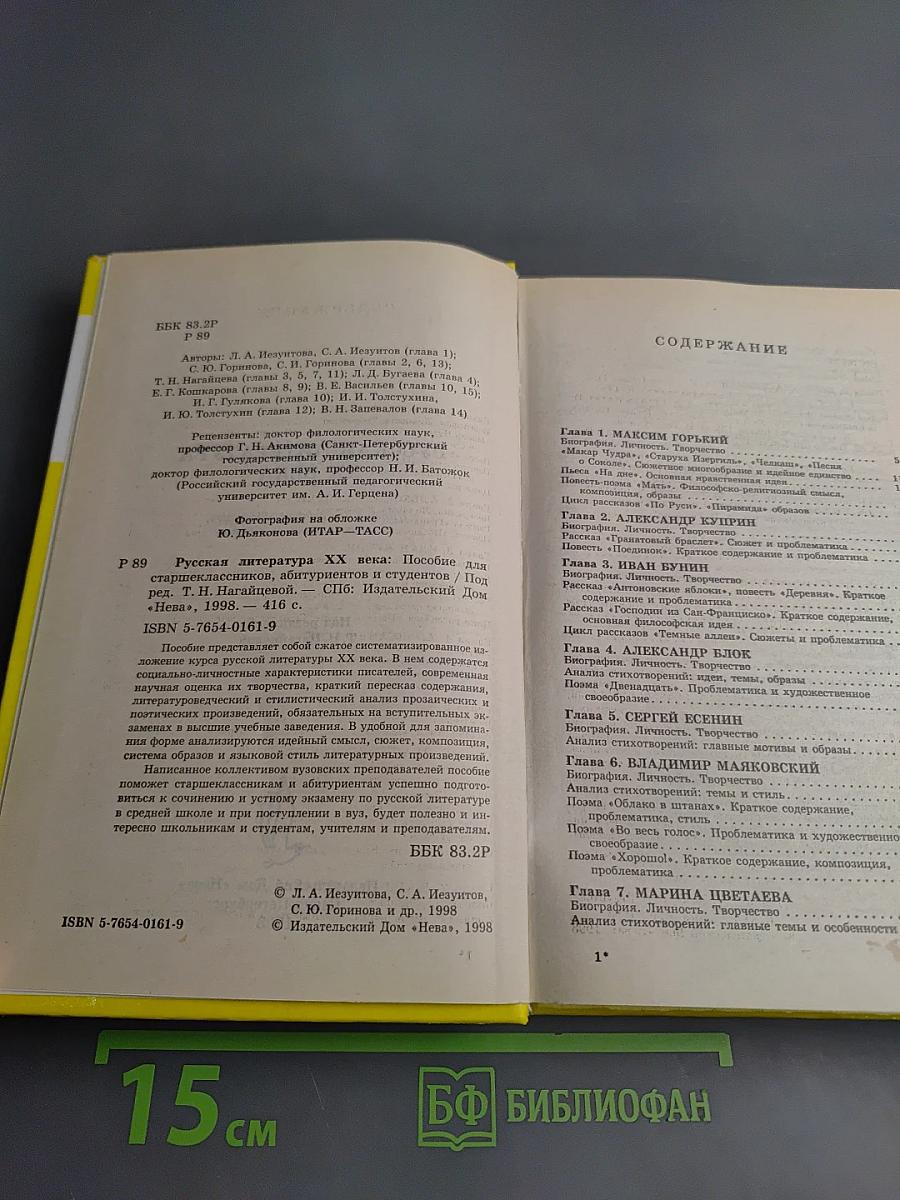 ББК 83.2Р
Р 89
Авторы: Л. А. Иезуитова, С. А. Иезуитов (глава 1);
С. Ю. Горинова, С. И. Горинова (главы 2, 6, 13);
Т. Н. Нагайцева (главы 3, 5, 7, 11); Л. Д. Бугаева (глава 4);
Е. Г. Кошкарова (главы 8, 9); В. Е. Васильев (главы 10, 15);
И. Г. Гулякова (глава 10); И. И. Толстухина,
И. Ю. Толстухин (глава 12); В. Н. Запевалов (глава 14)
Рецензенты: доктор филологических наук,
профессор Г. Н. Акимова (Санкт-Петербургский
государственный университет);
доктор филологических наук, профессор Н. И. Батожок
(Российский государственный педагогический
университет им. А. И. Герцена)
Фотография на обложке
Ю. Дьяконова (ИТАР—ТАСС)
Р 89 Русская литература XX века: Пособие для
старшеклассников, абитуриентов и студентов / Под
ред. Т. Н. Нагайцевой. — СПб: Издательский Дом
«Нева», 1998. — 416 с.
ISBN 5-7654-0161-9
Пособие представляет собой сжатое систематизированное из-
ложение курса русской литературы XX века. В нем содержатся
социально-личностные характеристики писателей, современная
научная оценка их творчества, краткий пересказ содержания,
литературоведческий и стилистический анализ прозаических и
поэтических произведений, обязательных на вступительных эк-
заменах в высшие учебные заведения. В удобной для запомина-
ния форме анализируются идейный смысл, сюжет, композиция,
система образов и языковой стиль литературных произведений.
Написанное коллективом вузовских преподавателей пособие
поможет старшеклассникам и абитуриентам успешно подгото-
виться к сочинению и устному экзамену по русской литературе
в средней школе и при поступлении в вуз, будет полезно и ин-
тересно школьникам и студентам, учителям и преподавателям.
ББК 83.2Р
© Л. А. Иезуитова, С. А. Иезуитов,
С. Ю. Горинова и др., 1998
ISBN 5-7654-0161-9
© Издательский Дом «Нева», 1998
СОДЕРЖАНИЕ
Глава 1. МАКСИМ ГОРЬКИЙ
Биография. Личность. Творчество . . . . . . . . . . . . . . . . 5
«Макар Чудра», «Старуха Изергиль», «Челкаш», «Песня
о Соколе». Сюжетное многообразие и идейное единство . . . .
Пьеса «На дне». Основная нравственная идея . . . . . . . . . .
Повесть-поэма «Мать». Философско-религиозный смысл,
композиция, образы . . . . . . . . . . . . . . . .
Цикл рассказов «По Руси». «Пирамида» образов . . . . . . . .
Глава 2. АЛЕКСАНДР КУПРИН
Биография. Личность. Творчество . . . . . . . . . . . . . . . .
Рассказ «Гранатовый браслет». Сюжет и проблематика . . . .
Повесть «Поединок». Краткое содержание и проблематика . . .
Глава 3. ИВАН БУНИН
Биография. Личность. Творчество . . . . . . . . . . . . . . . .
Рассказ «Антоновские яблоки», повесть «Деревня». Краткое
содержание и проблематика . . . . . . . . . . . . . . . .
Рассказ «Господин из Сан-Франциско». Краткое содержание,
основная философская идея . . . . . . . . . . . . . . . .
Цикл рассказов «Темные аллеи». Сюжеты и проблематика . . .
Глава 4. АЛЕКСАНДР БЛОК
Биография. Личность. Творчество . . . . . . . . . . . . . . . .
Анализ стихотворений: идеи, темы, образы . . . . . . . . . .
Поэма «Двенадцать». Проблематика и художественное
своеобразие . . . . . . . . . . . . . . . .
Глава 5. СЕРГЕЙ ЕСЕНИН
Биография. Личность. Творчество . . . . . . . . . . . . . . . .
Анализ стихотворений: главные мотивы и образы . . . . . .
Глава 6. ВЛАДИМИР МАЯКОВСКИЙ
Биография. Личность. Творчество . . . . . . . . . . . . . . . .
Анализ стихотворений: темы и стиль . . . . . . . . . . . . . .
Поэма «Облако в штанах». Краткое содержание,
проблематика, стиль . . . . . . . . . . . . . . . .
Поэма «Во весь голос». Проблематика и художественно
своеобразие . . . . . . . . . . . . . . . .
Поэма «Хорошо!». Краткое содержание, композиция,
проблематика . . . . . . . . . . . . . . . .
Глава 7. МАРИНА ЦВЕТАЕВА
Биография. Личность. Творчество . . . . . . . . . . . . . . . .
Анализ стихотворений: главные темы и особенности
1*
15 см
БФ БИБЛИОФАН